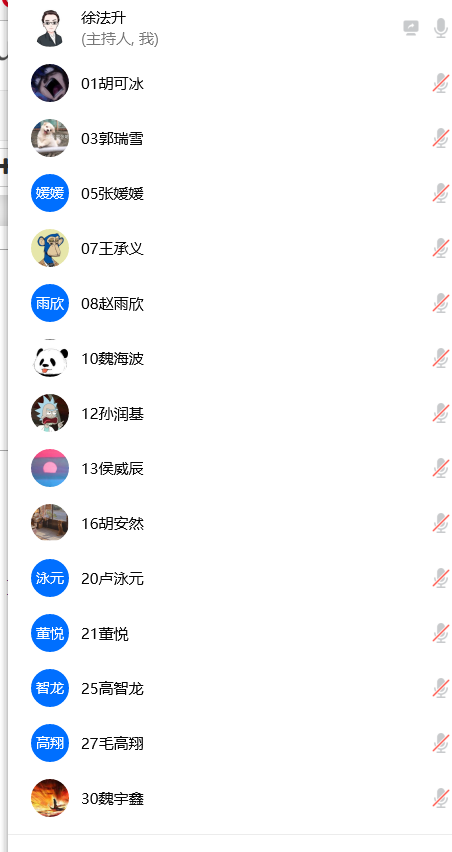 徐法升
(主持人, 我)
01胡可冰
03郭瑞雪
媛媛 05张媛媛
07王承义
雨欣 08赵雨欣
10魏海波
12孙润基
13侯威辰
16胡安然
泳元 20卢泳元
董悦 21董悦
智龙 25高智龙
高翔 27毛高翔
30魏宇鑫